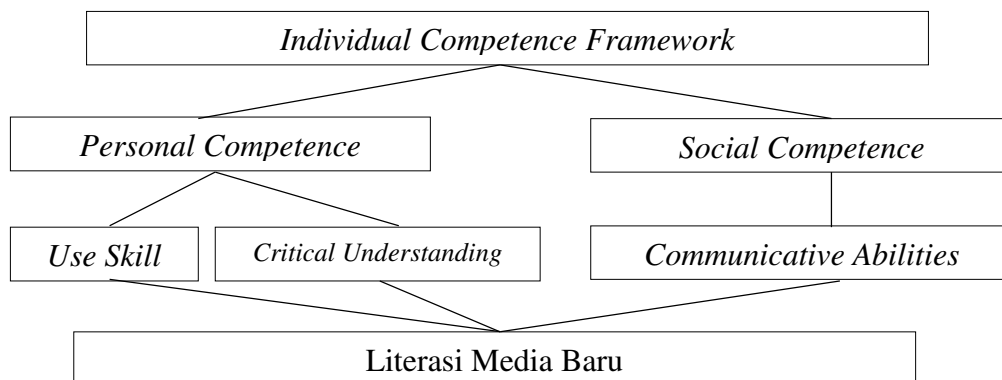 Individual Competence Framework
Personal Competence
Social Competence
Use Skill
Critical Understanding
Communicative Abilities
Literasi Media Baru